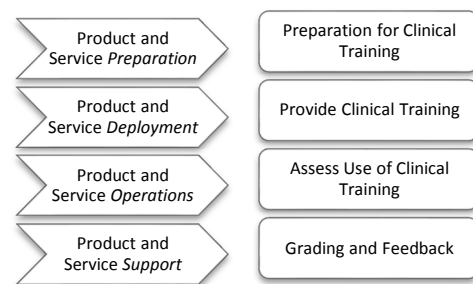 Product and
Service Preparation
Preparation for Clinical
Training
Product and
Service Deployment
Provide Clinical Training
Product and
Service Operations
Assess Use of Clinical
Training
Product and
Service Support
Grading and Feedback